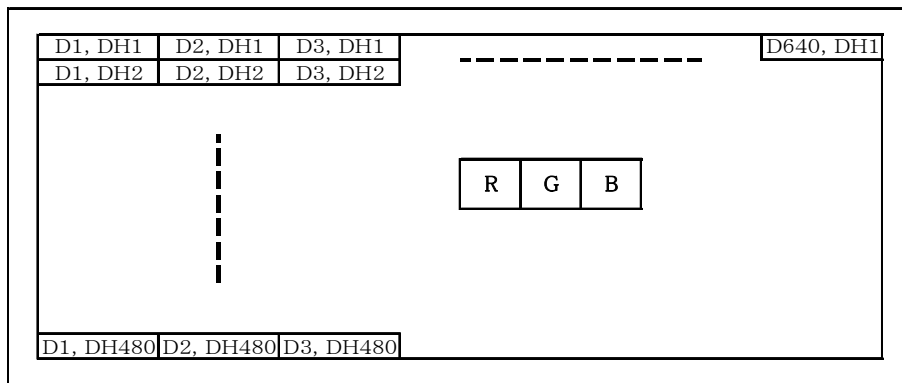 D1, DH1 D2, DH1 D3, DH1 D640, DH1
D1, DH2 D2, DH2 D3, DH2
R G B
D1, DH480 D2, DH480 D3, DH480